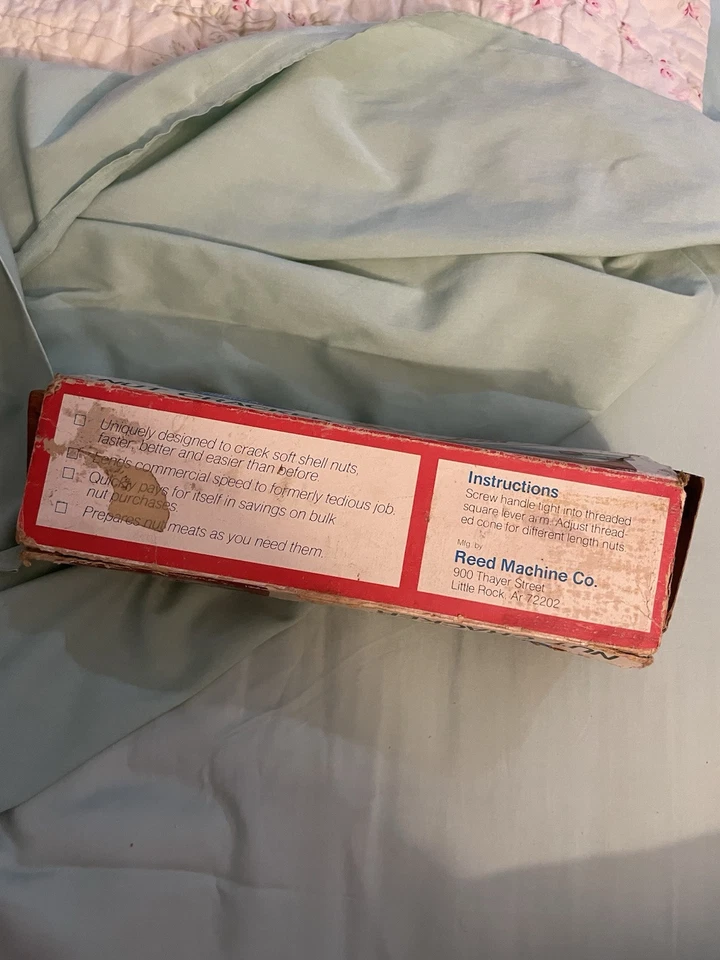 Uniquely designed to crack soft shell nuts,
faster, better and easier than before.
commercial speed to formerly tedious job.
Quickly pays for itself in savings on bulk
nut purchases.
Prepares nut meats as you need them.
Instructions
Screw handle tight into threaded
square lever arm. Adjust thread-
ed cone for different length nuts.
Mfg. by
Reed Machine Co.
900 Thayer Street
Little Rock, Ar 72202